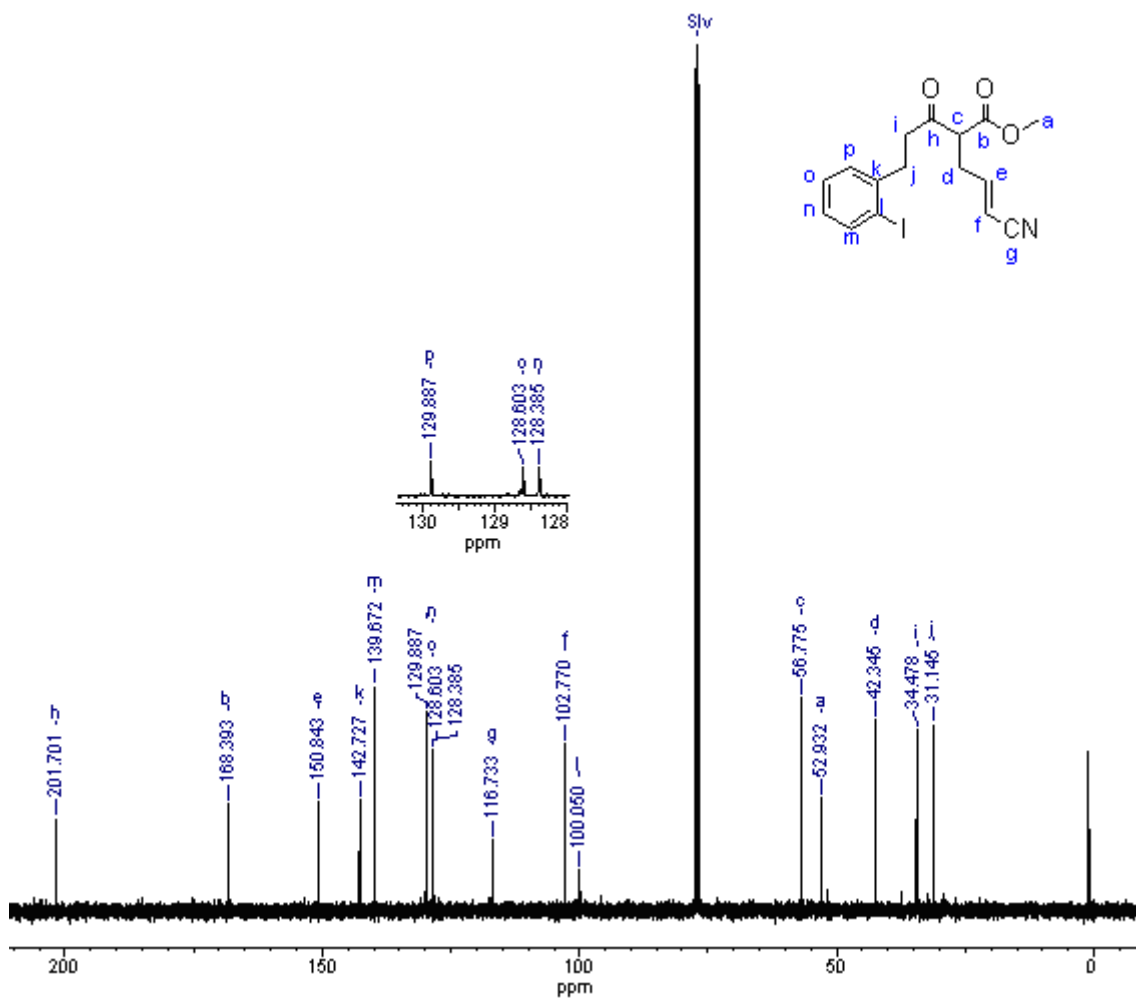 Slv
O
O
c
a
i
h
b
O
p
k
j
d
e
o
l
n
I
f
m
CN
g
129.887 -p
128.603 -o
128.385 -n
130
129
128
ppm
201.701 -h
168.393 b
150.843 -e
142.727 -k
139.672 -m
129.887 -p
128.603 -o
128.385
116.733 -g
102.770 f
100.050 l
56.775 -c
52.932 -a
42.345 -d
34.478 i
31.145 j
200
150
100
50
0
ppm